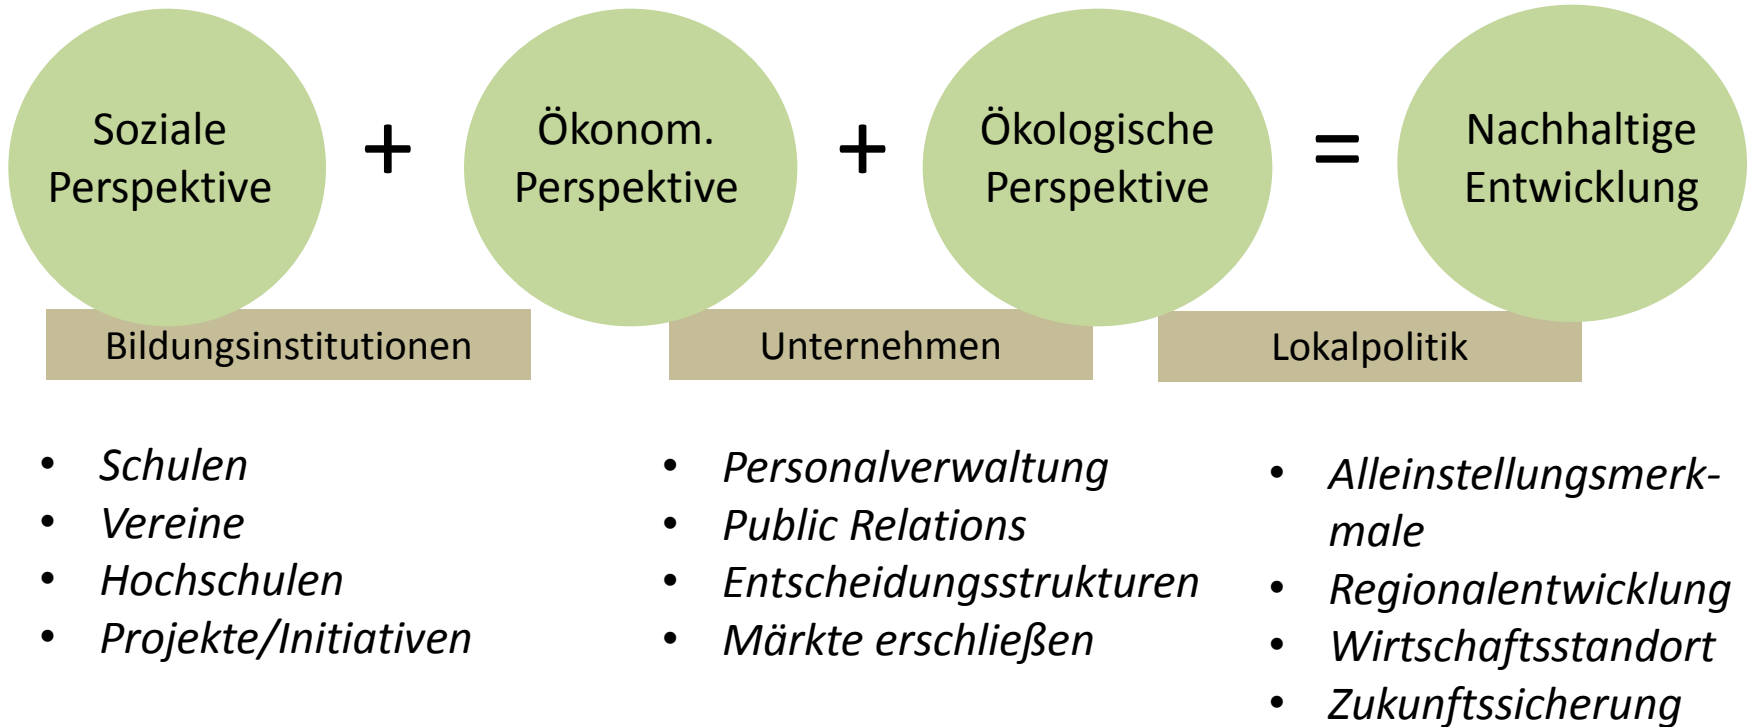 Soziale
Perspektive
+
Ökonom.
Perspektive
+
Ökologische
Perspektive
=
Nachhaltige
Entwicklung
Bildungsinstitutionen
• Schulen
• Vereine
• Hochschulen
• Projekte/Initiativen
Unternehmen
• Personalverwaltung
• Public Relations
• Entscheidungsstrukturen
• Märkte erschließen
Lokalpolitik
• Alleinstellungsmerk-
male
• Regionalentwicklung
• Wirtschaftsstandort
• Zukunftssicherung